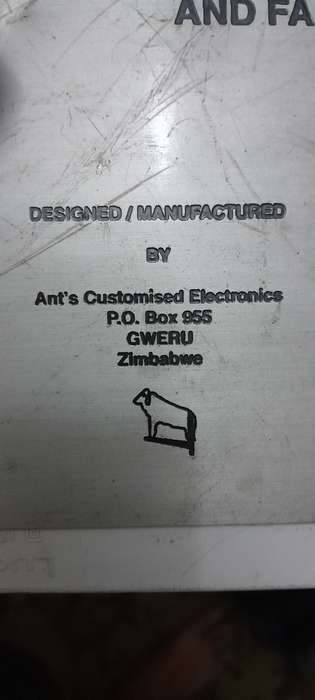 AND FA
DESIGNED / MANUFACTURED
BY
Ant's Customised Electronics
P.O. Box 955
GWERU
Zimbabwe